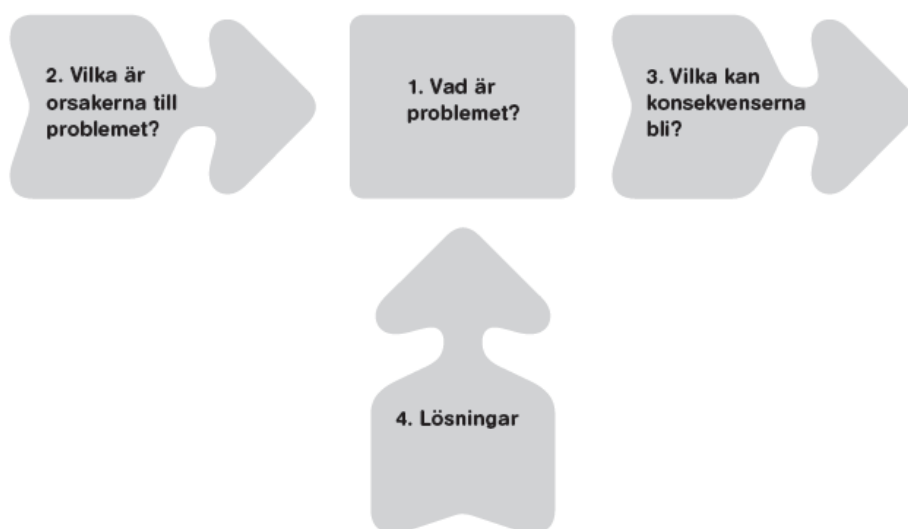 2. Vilka är
orsakerna till
problemet?
1. Vad är
problemet?
3. Vilka kan
konsekvenserna
bli?
4. Lösningar